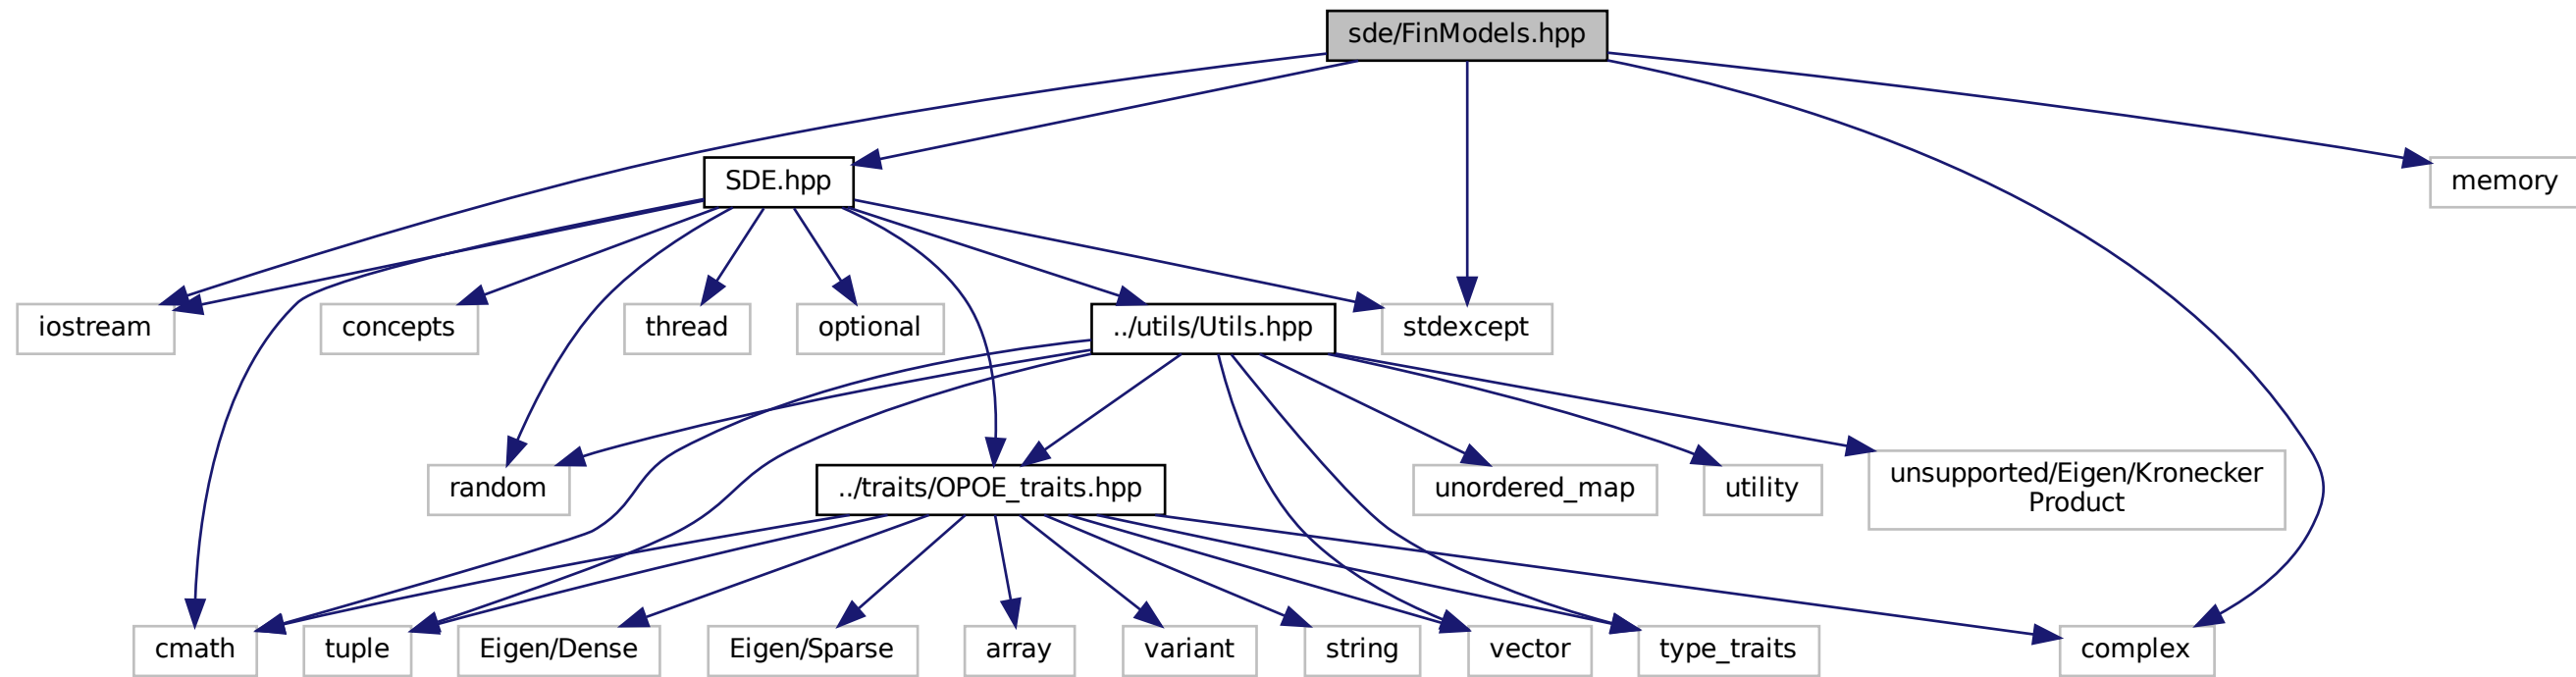 sde/FinModels.hpp
SDE.hpp
memory
iostream
concepts
thread
optional
../utils/Utils.hpp
stdexcept
random
../traits/OPOE_traits.hpp
unordered_map
utility
unsupported/Eigen/Kronecker
Product
cmath
tuple
Eigen/Dense
Eigen/Sparse
array
variant
string
vector
type_traits
complex